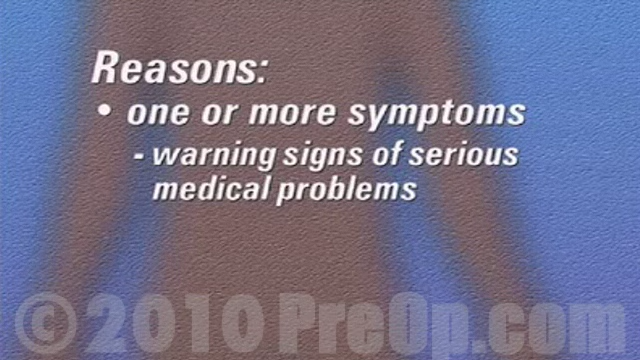 Reasons:
• one or more symptoms
- warning signs of serious
medical problems
© 2010 PreOp.com